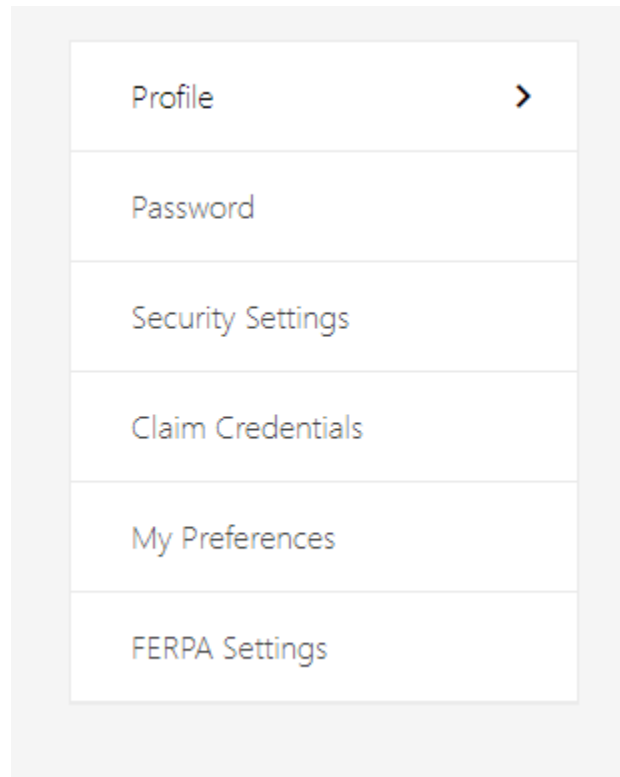 Profile
Password
Security Settings
Claim Credentials
My Preferences
FERPA Settings